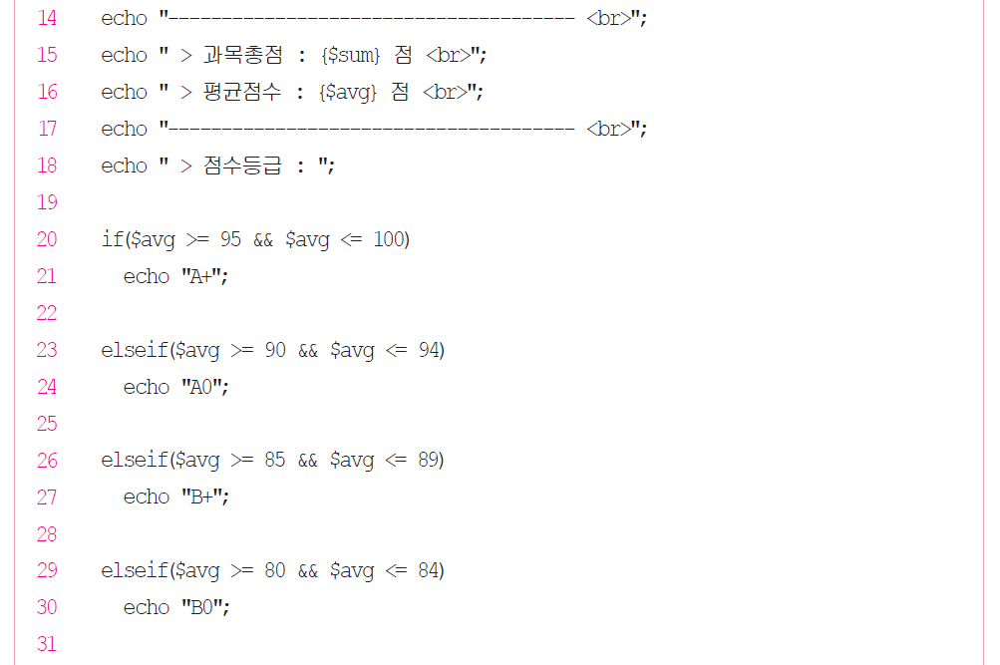 14 echo "-------------------------------------- <br>";
15 echo " > 과목총점 : {$sum} 점 <br>";
16 echo " > 평균점수 : {$avg} 점 <br>";
17 echo "-------------------------------------- <br>";
18 echo " > 점수등급 : ";
19
20 if($avg >= 95 && $avg <= 100)
21 echo "A+";
22
23 elseif($avg >= 90 && $avg <= 94)
24 echo "A0";
25
26 elseif($avg >= 85 && $avg <= 89)
27 echo "B+";
28
29 elseif($avg >= 80 && $avg <= 84)
30 echo "B0";
31